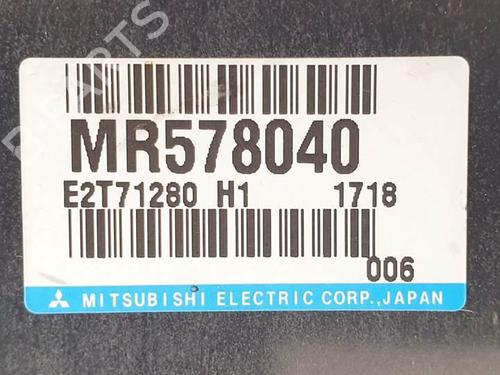 MR578040
E2T71280 H1 1718
006
MITSUBISHI ELECTRIC CORP., JAPAN